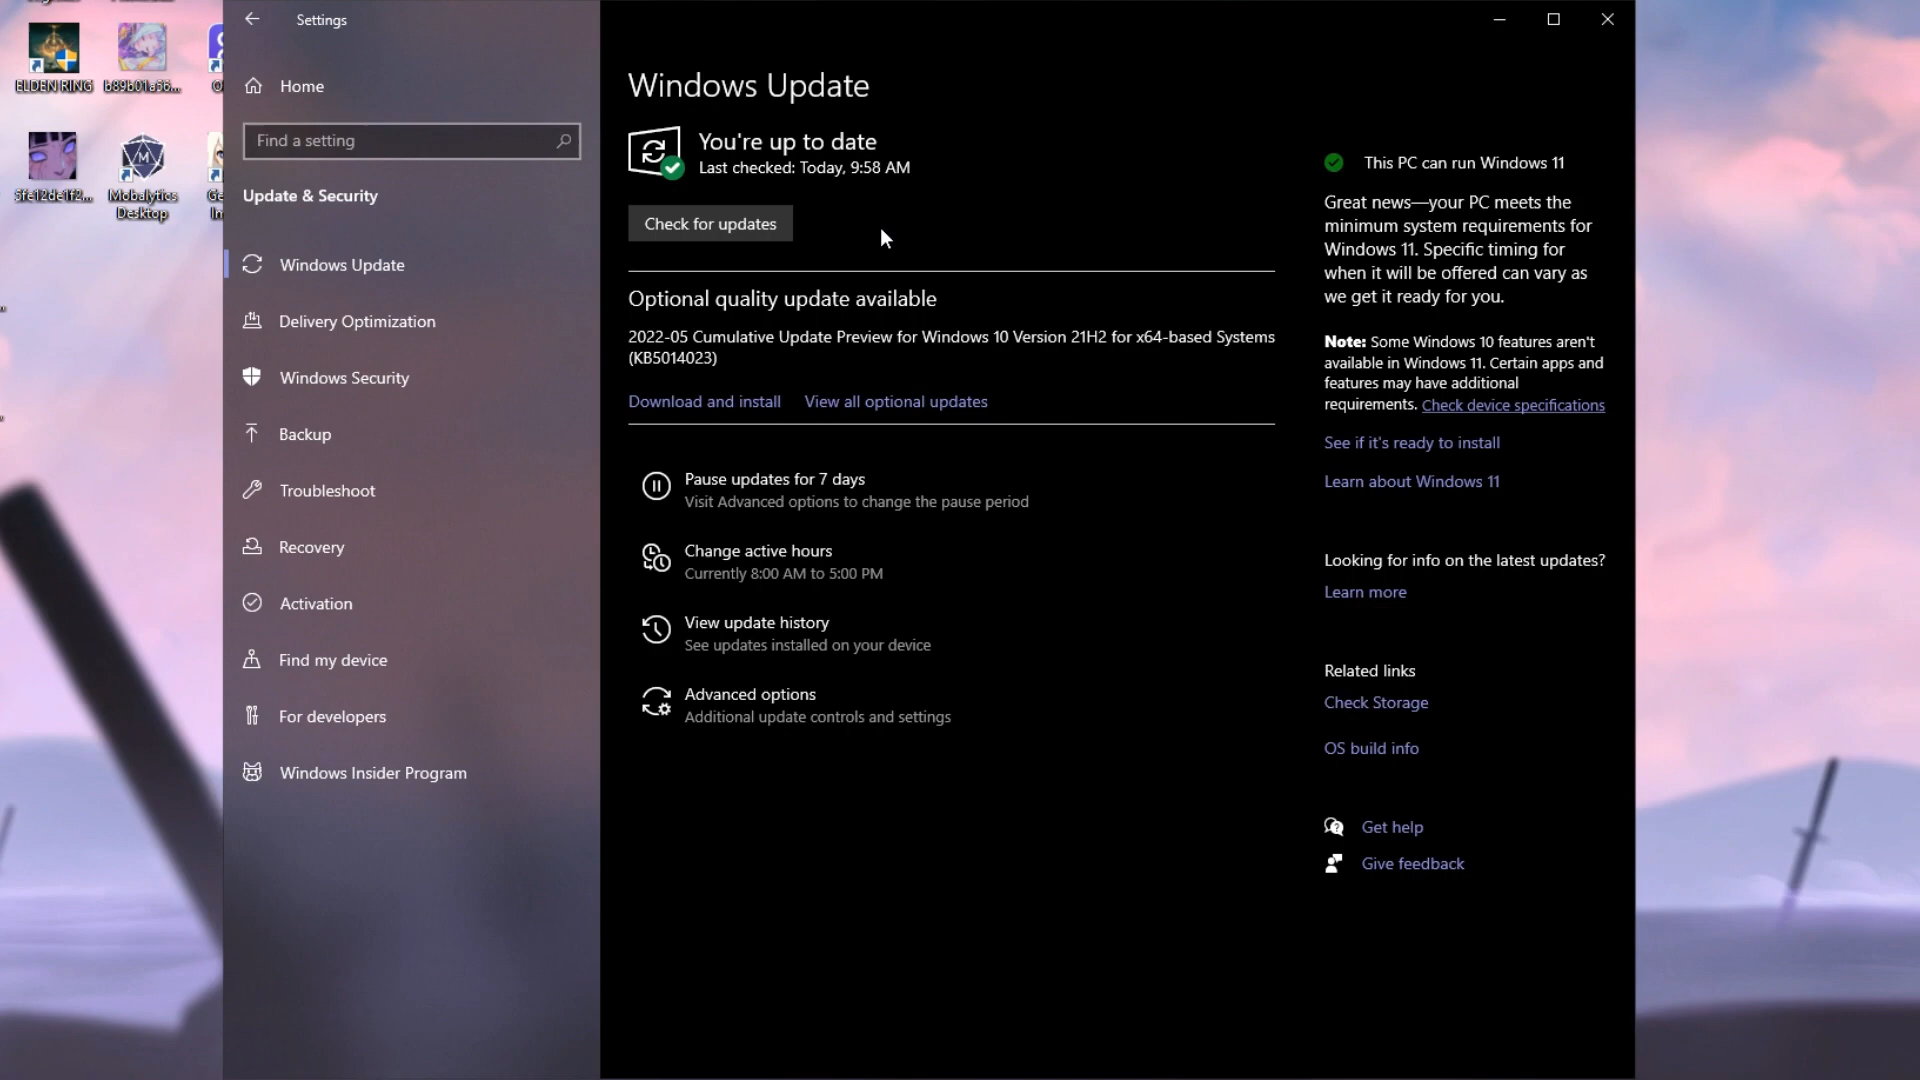 ELDEN RING
b89b01a56...
5fe12de1f2...
Mobalytics
Desktop
Settings
Home
Find a setting
Update & Security
Windows Update
Delivery Optimization
Windows Security
Backup
Troubleshoot
Recovery
Activation
Find my device
For developers
Windows Insider Program
Windows Update
You're up to date
Last checked: Today, 9:58 AM
Check for updates
Optional quality update available
2022-05 Cumulative Update Preview for Windows 10 Version 21H2 for x64-based Systems
(KB5014023)
Download and install View all optional updates
Pause updates for 7 days
Visit Advanced options to change the pause period
Change active hours
Currently 8:00 AM to 5:00 PM
View update history
See updates installed on your device
Advanced options
Additional update controls and settings
This PC can run Windows 11
Great news—your PC meets the
minimum system requirements for
Windows 11. Specific timing for
when it will be offered can vary as
we get it ready for you.
Note: Some Windows 10 features aren't
available in Windows 11. Certain apps and
features may have additional
requirements. Check device specifications
See if it's ready to install
Learn about Windows 11
Looking for info on the latest updates?
Learn more
Related links
Check Storage
OS build info
Get help
Give feedback